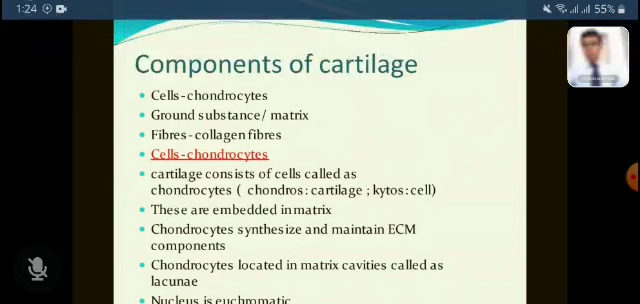 1:24
55%
Components of cartilage
Cells-chondrocytes
Ground substance/ matrix
Fibres-collagen fibres
Cells-chondrocytes
cartilage consists of cells called as
chondrocytes ( chondros: cartilage ; kytos: cell)
These are embedded in matrix
Chondrocytes synthesize and maintain ECM
components
Chondrocytes located in matrix cavities called as
lacunae
Nucleus is euchromatic